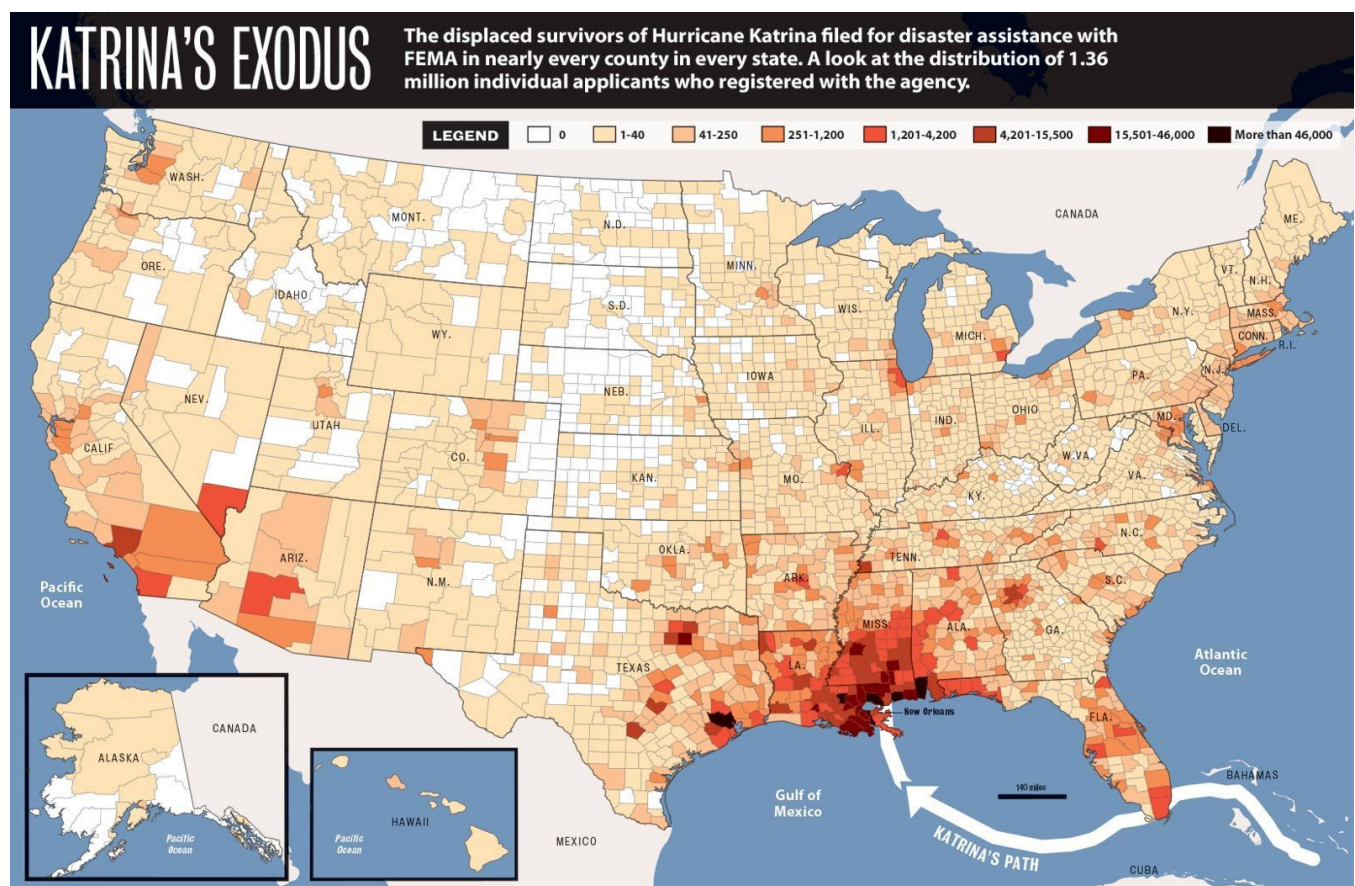 KATRINA'S EXODUS
The displaced survivors of Hurricane Katrina filed for disaster assistance with
FEMA in nearly every county in every state. A look at the distribution of 1.36
million individual applicants who registered with the agency.
LEGEND 0 1-40 41-250 251-1,200 1,201-4,200 4,201-15,500 15,501-46,000 More than 46,000
WASH.
MONT.
N.D.
MINN.
CANADA
ME.
ORE.
IDAHO
S.D.
WIS.
VT.
N.H.
WY.
MICH.
N.Y.
MASS.
CONN.
R.I.
NEV.
NEB.
IOWA
PA.
N.J.
UTAH
CO.
ILL.
IND.
OHIO
MD.
DEL.
CALIF
KAN.
MO.
W.VA.
VA.
KY.
ARIZ.
N.M.
OKLA.
ARK.
TENN.
N.C.
S.C.
Pacific
Ocean
TEXAS
LA.
MISS.
ALA.
GA.
Atlantic
Ocean
New Orleans
FLA.
ALASKA
CANADA
Pacific
Ocean
HAWAII
Pacific
Ocean
MEXICO
Gulf of
Mexico
140 miles
KATRINA'S PATH
BAHAMAS
CUBA